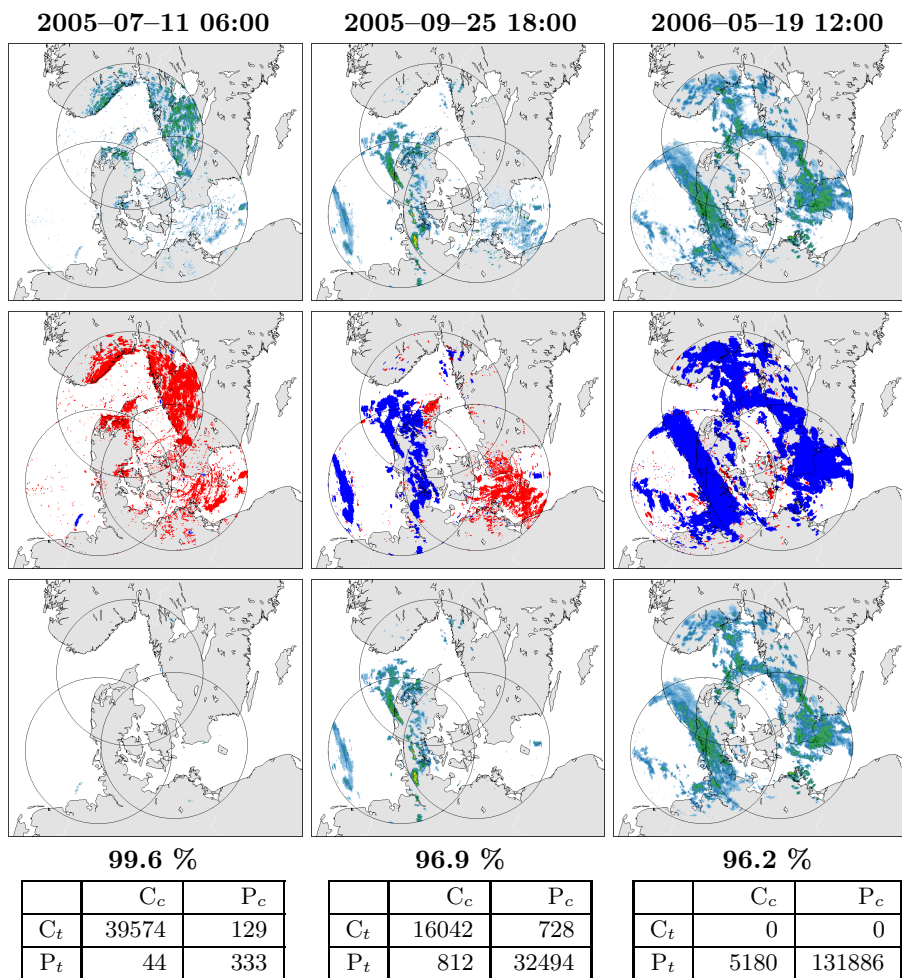 2005–07–11 06:00 2005–09–25 18:00 2006–05–19 12:00
99.6 % 96.9 % 96.2 %
C_c P_c C_c P_c C_c P_c
C_t 39574 129 C_t 16042 728 C_t 0 0
P_t 44 333 P_t 812 32494 P_t 5180 131886